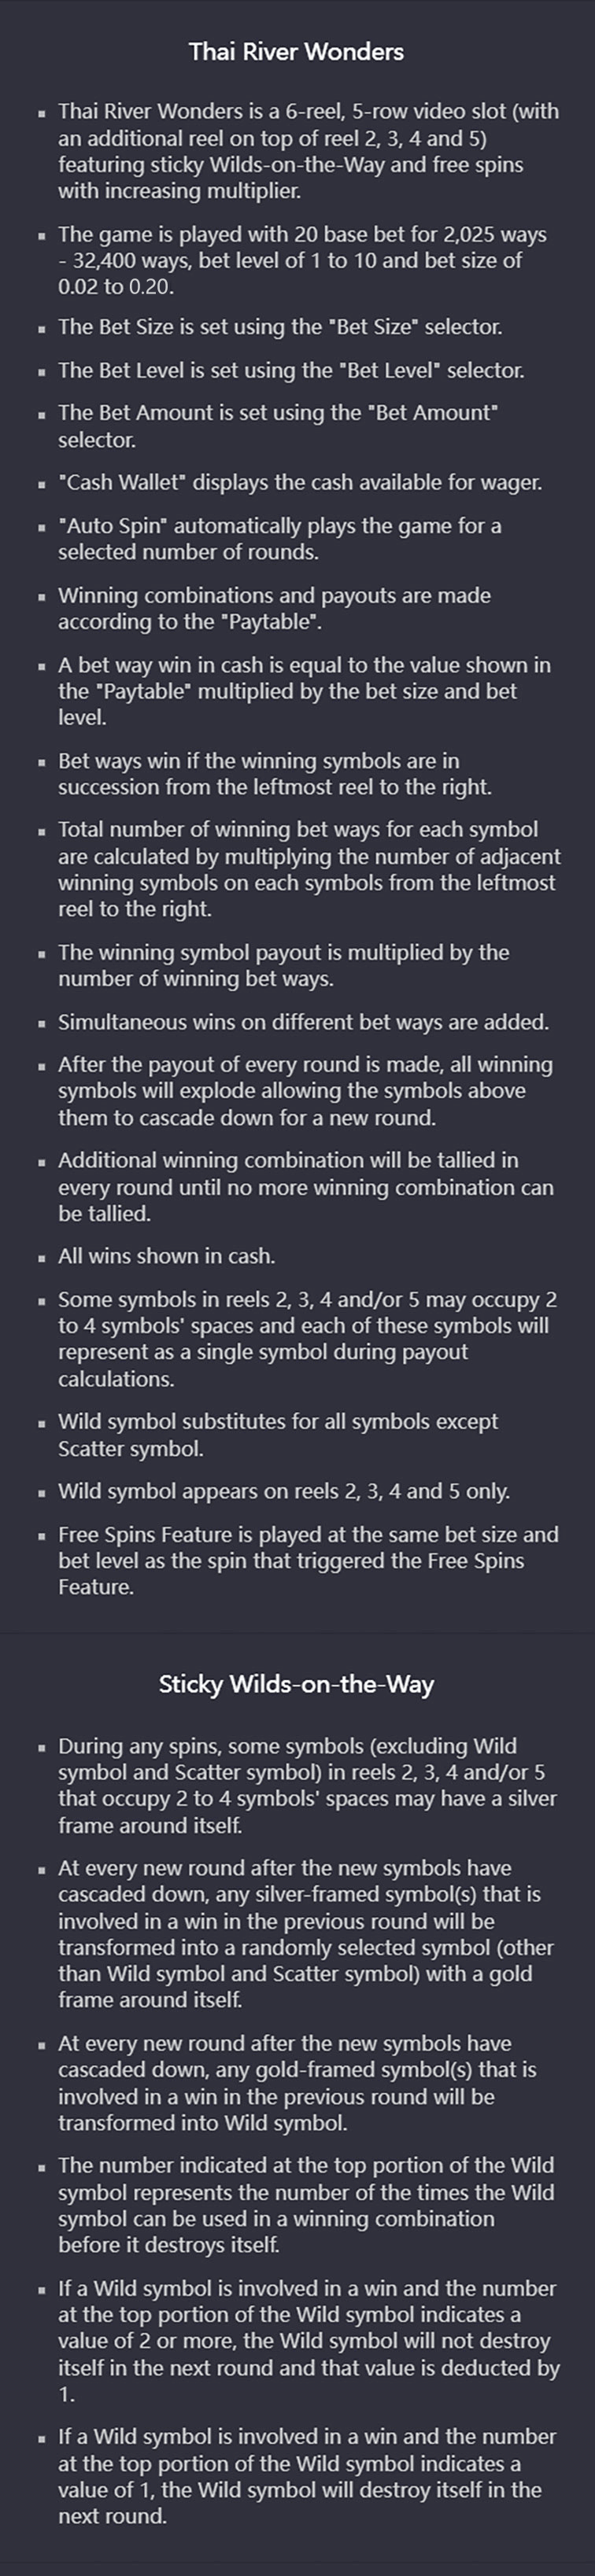 Thai River Wonders
▪ Thai River Wonders is a 6-reel, 5-row video slot (with
an additional reel on top of reel 2, 3, 4 and 5)
featuring sticky Wilds-on-the-Way and free spins
with increasing multiplier.
▪ The game is played with 20 base bet for 2,025 ways
- 32,400 ways, bet level of 1 to 10 and bet size of
0.02 to 0.20.
▪ The Bet Size is set using the "Bet Size" selector.
▪ The Bet Level is set using the "Bet Level" selector.
▪ The Bet Amount is set using the "Bet Amount"
selector.
▪ "Cash Wallet" displays the cash available for wager.
▪ "Auto Spin" automatically plays the game for a
selected number of rounds.
▪ Winning combinations and payouts are made
according to the "Paytable".
▪ A bet way win in cash is equal to the value shown in
the "Paytable" multiplied by the bet size and bet
level.
▪ Bet ways win if the winning symbols are in
succession from the leftmost reel to the right.
▪ Total number of winning bet ways for each symbol
are calculated by multiplying the number of adjacent
winning symbols on each symbols from the leftmost
reel to the right.
▪ The winning symbol payout is multiplied by the
number of winning bet ways.
▪ Simultaneous wins on different bet ways are added.
▪ After the payout of every round is made, all winning
symbols will explode allowing the symbols above
them to cascade down for a new round.
▪ Additional winning combination will be tallied in
every round until no more winning combination can
be tallied.
▪ All wins shown in cash.
▪ Some symbols in reels 2, 3, 4 and/or 5 may occupy 2
to 4 symbols' spaces and each of these symbols will
represent as a single symbol during payout
calculations.
▪ Wild symbol substitutes for all symbols except
Scatter symbol.
▪ Wild symbol appears on reels 2, 3, 4 and 5 only.
▪ Free Spins Feature is played at the same bet size and
bet level as the spin that triggered the Free Spins
Feature.
Sticky Wilds-on-the-Way
▪ During any spins, some symbols (excluding Wild
symbol and Scatter symbol) in reels 2, 3, 4 and/or 5
that occupy 2 to 4 symbols' spaces may have a silver
frame around itself.
▪ At every new round after the new symbols have
cascaded down, any silver-framed symbol(s) that is
involved in a win in the previous round will be
transformed into a randomly selected symbol (other
than Wild symbol and Scatter symbol) with a gold
frame around itself.
▪ At every new round after the new symbols have
cascaded down, any gold-framed symbol(s) that is
involved in a win in the previous round will be
transformed into Wild symbol.
▪ The number indicated at the top portion of the Wild
symbol represents the number of the times the Wild
symbol can be used in a winning combination
before it destroys itself.
▪ If a Wild symbol is involved in a win and the number
at the top portion of the Wild symbol indicates a
value of 2 or more, the Wild symbol will not destroy
itself in the next round and that value is deducted by
1.
▪ If a Wild symbol is involved in a win and the number
at the top portion of the Wild symbol indicates a
value of 1, the Wild symbol will destroy itself in the
next round.